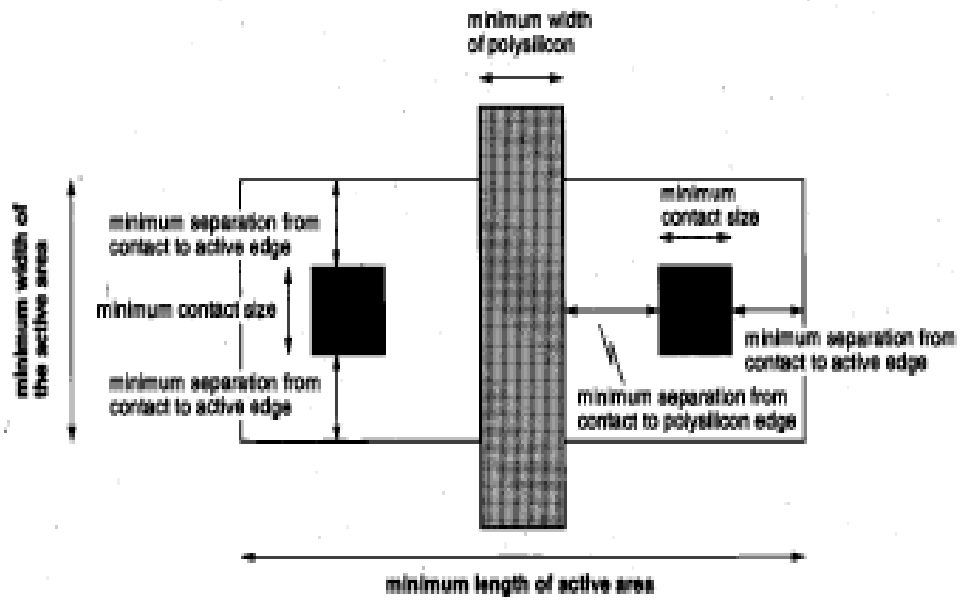 minimum width
of polysilicon
minimum width of
the active area
minimum separation from
contact to active edge
minimum contact size
minimum separation from
contact to active edge
minimum
contact size
minimum separation from
contact to active edge
minimum separation from
contact to polysilicon edge
minimum length of active area